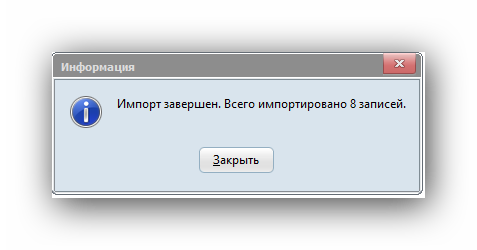 Информация
Импорт завершен. Всего импортировано 8 записей.
Закрыть